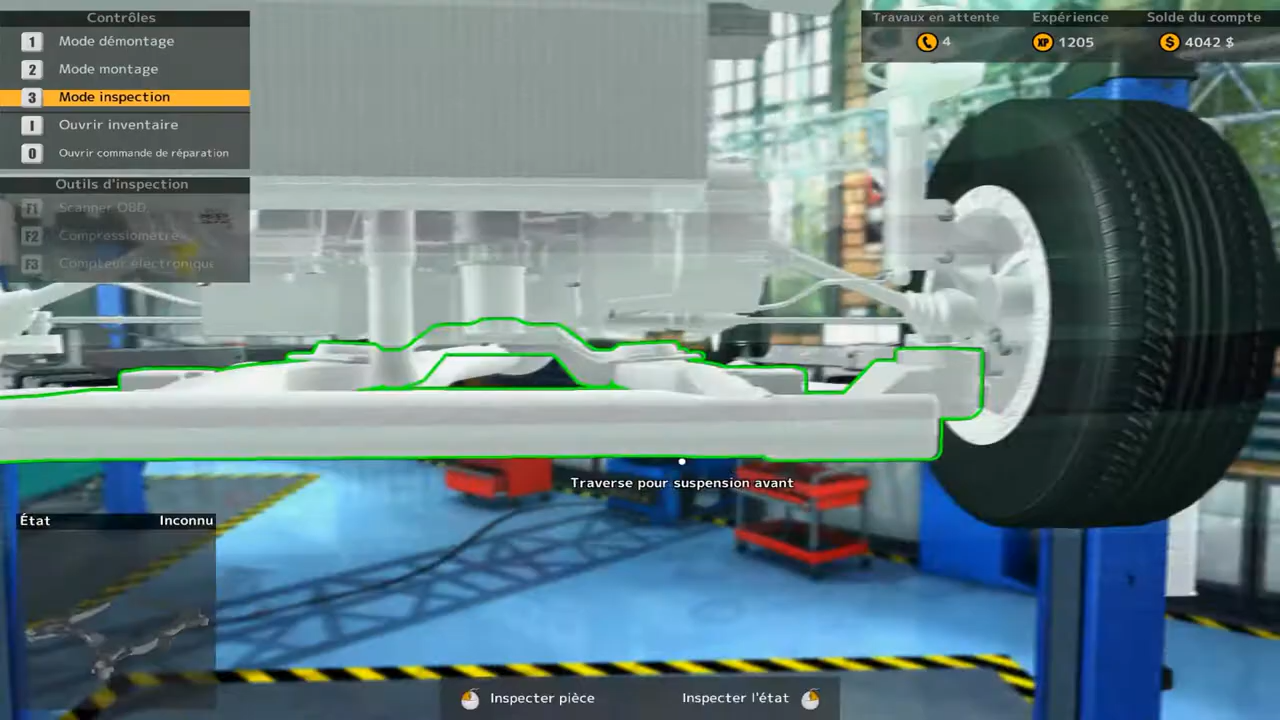 Contrôles
1 Mode démontage
2 Mode montage
3 Mode inspection
I Ouvrir inventaire
0 Ouvrir commande de réparation
Outils d'inspection
F1 Scanner OBD
F2 Compressiomètre
F3 Compteur électronique
Travaux en attente Expérience Solde du compte
4 XP 1205 $ 4042 $
Traverse pour suspension avant
État Inconnu
Inspecter pièce Inspecter l'état